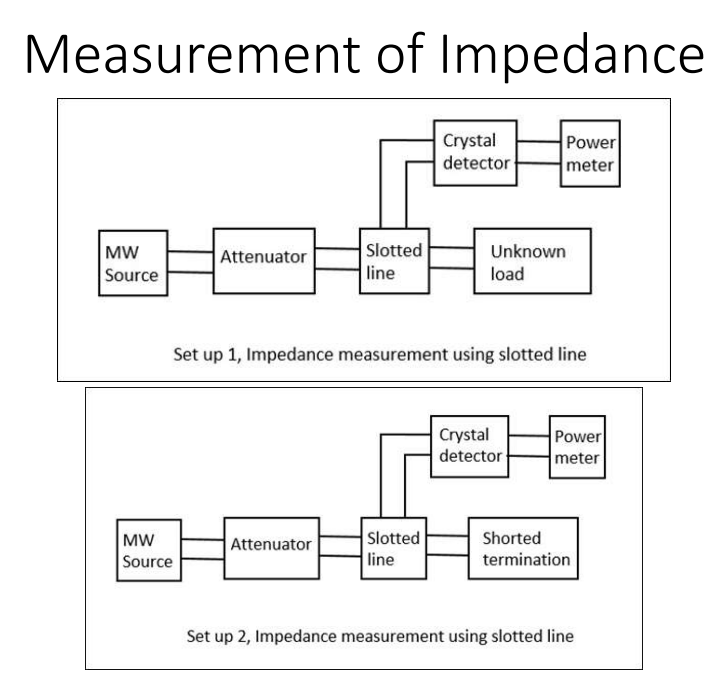 Measurement of Impedance
Crystal
detector
Power
meter
MW
Source
Attenuator
Slotted
line
Unknown
load
Set up 1, Impedance measurement using slotted line
Crystal
detector
Power
meter
MW
Source
Attenuator
Slotted
line
Shorted
termination
Set up 2, Impedance measurement using slotted line